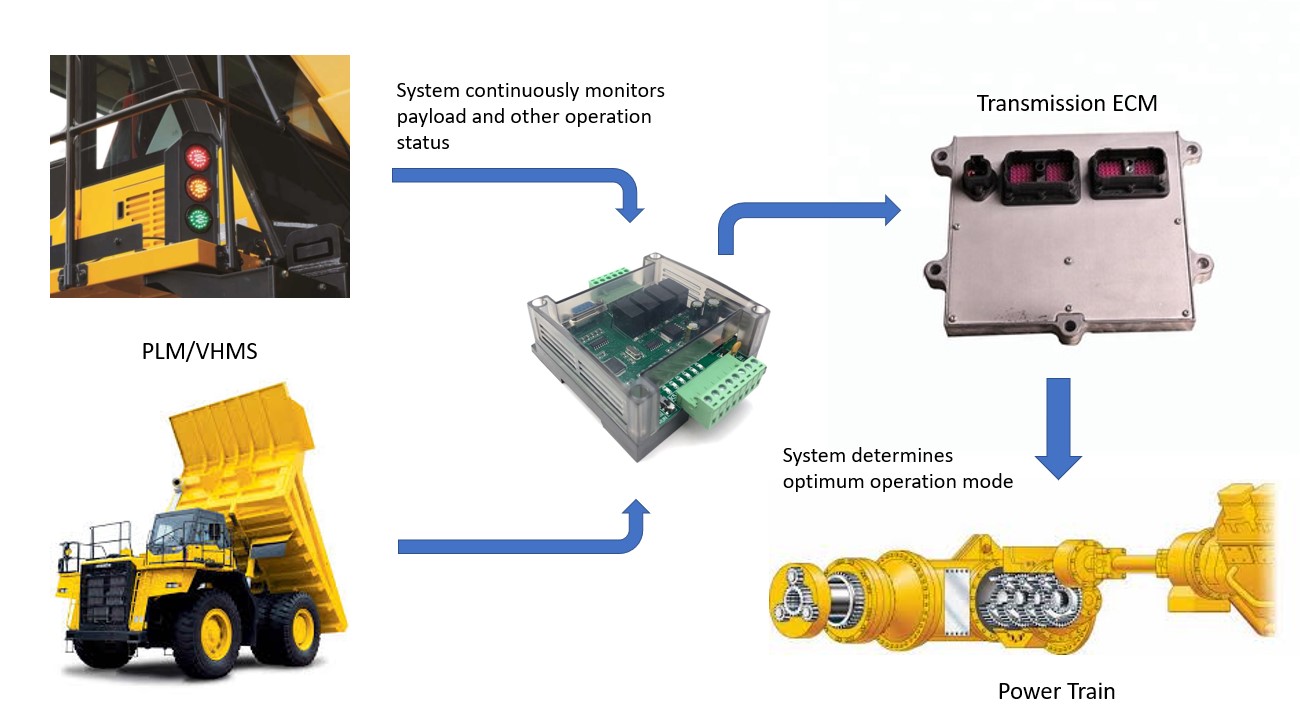 System continuously monitors
payload and other operation
status
Transmission ECM
PLM/VHMS
System determines
optimum operation mode
Power Train